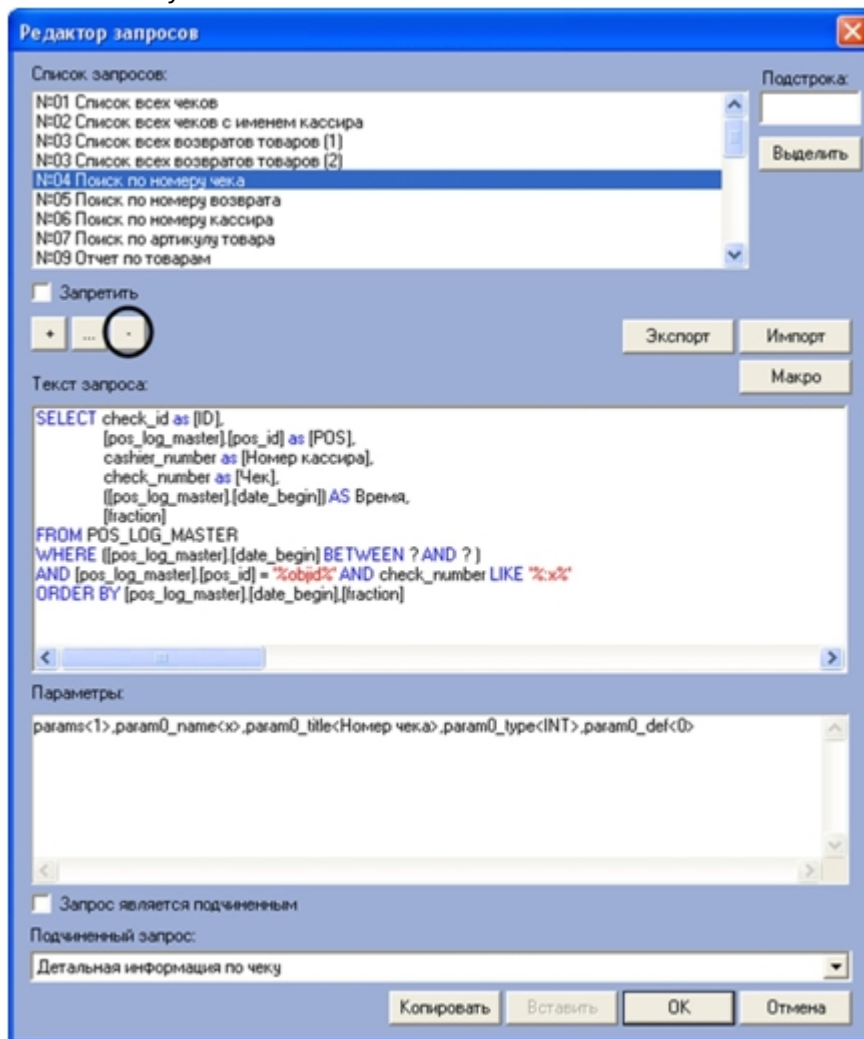 Редактор запросов
Список запросов:
Подстрока:
№01 Список всех чеков
№02 Список всех чеков с именем кассира
№03 Список всех возвратов товаров (1)
№03 Список всех возвратов товаров (2)
№04 Поиск по номеру чека
№05 Поиск по номеру возврата
№06 Поиск по номеру кассира
№07 Поиск по артикулу товара
№09 Отчет по товарам
Выделить
Запретить
+ ... -
Экспорт Импорт
Макро
Текст запроса:
SELECT check_id as [ID],
[pos_log_master].[pos_id] as [POS],
cashier_number as [Номер кассира],
check_number as [Чек],
([pos_log_master].[date_begin]) AS Время,
[fraction]
FROM POS_LOG_MASTER
WHERE ([pos_log_master].[date_begin] BETWEEN ? AND ? )
AND [pos_log_master].[pos_id] = '%objid%' AND check_number LIKE '%:x%'
ORDER BY [pos_log_master].[date_begin],[fraction]
Параметры:
params<1>,param0_name<x>,param0_title<Номер чека>,param0_type<INT>,param0_def<0>
Запрос является подчиненным
Подчиненный запрос:
Детальная информация по чеку
Копировать Вставить OK Отмена